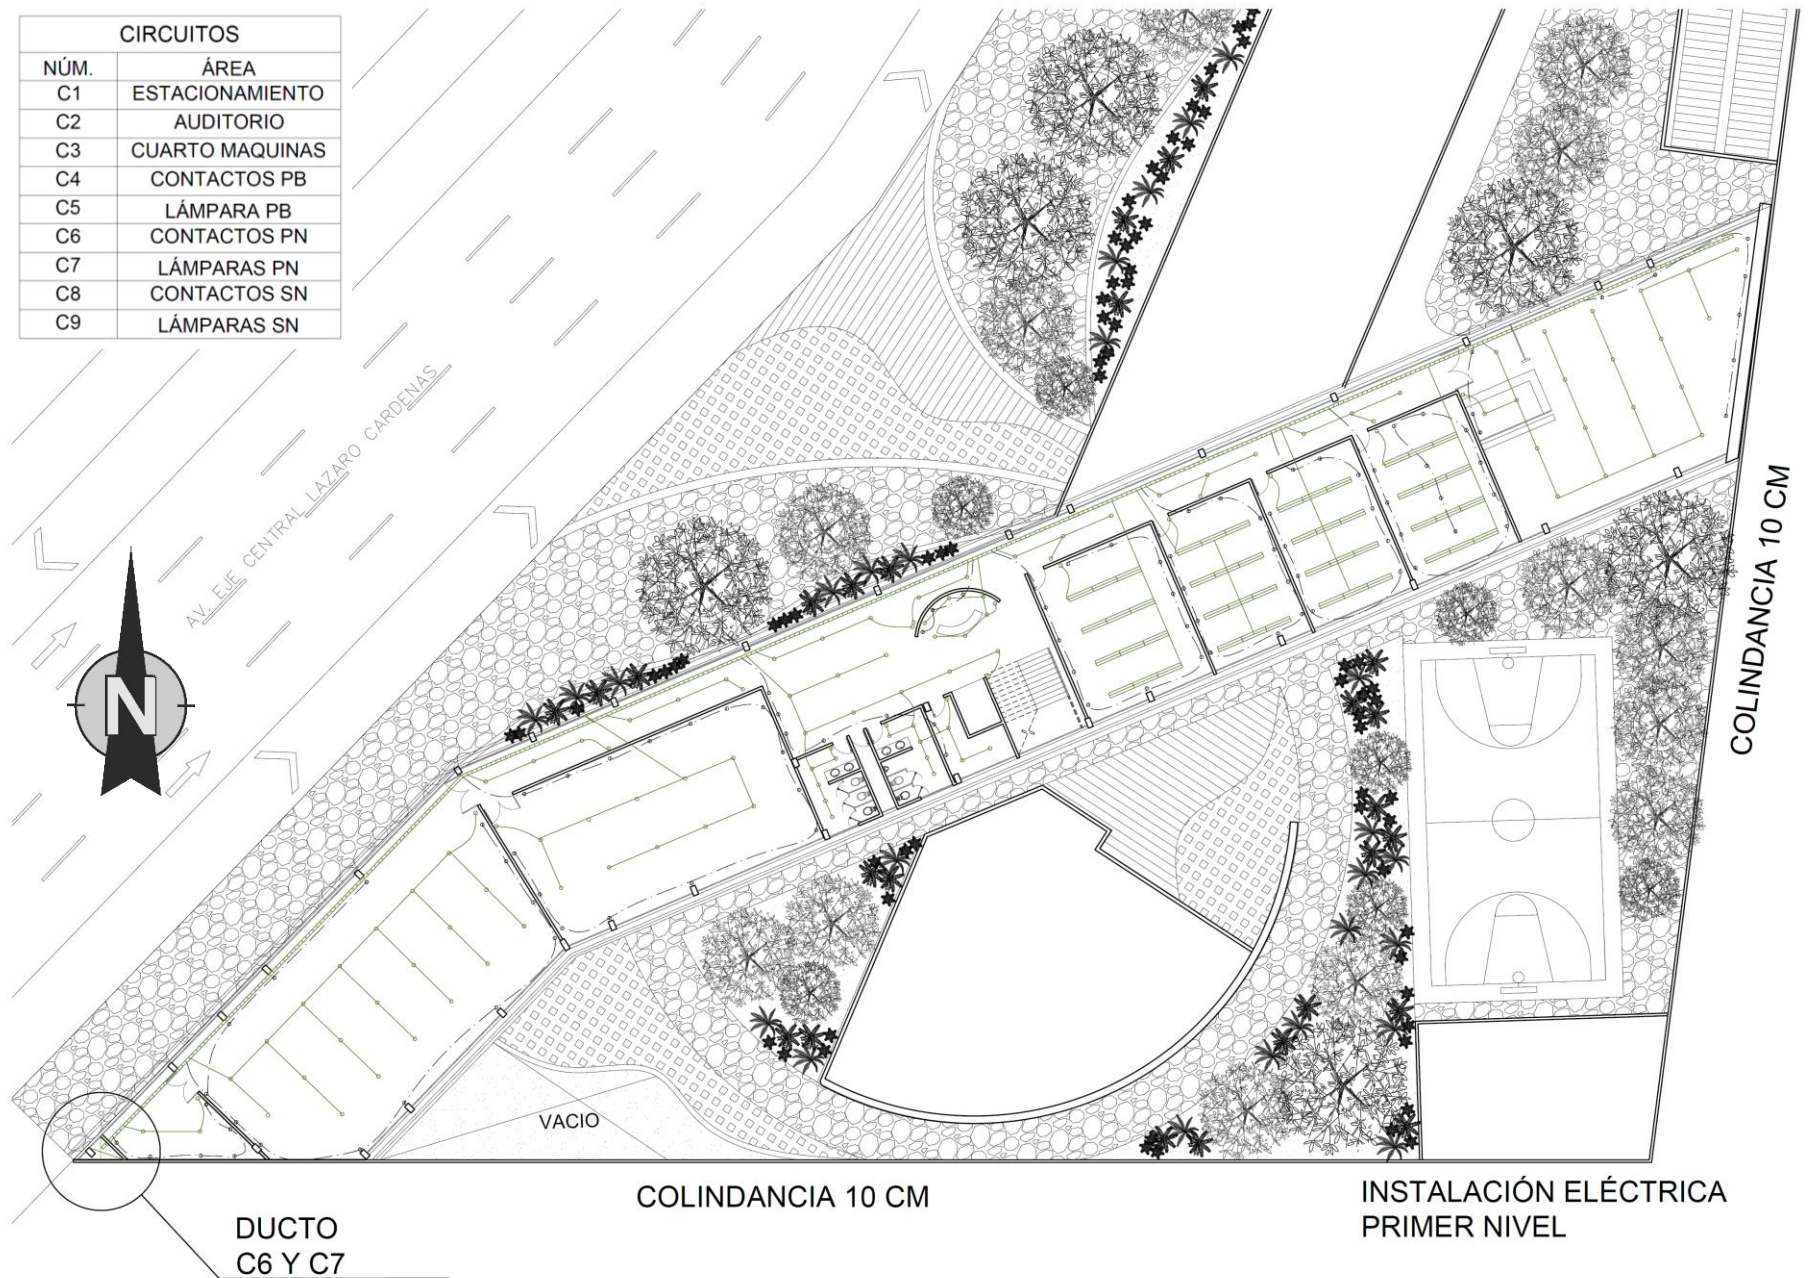 CIRCUITOS
NÚM. ÁREA
C1 ESTACIONAMIENTO
C2 AUDITORIO
C3 CUARTO MAQUINAS
C4 CONTACTOS PB
C5 LÁMPARA PB
C6 CONTACTOS PN
C7 LÁMPARAS PN
C8 CONTACTOS SN
C9 LÁMPARAS SN
AV. EJE CENTRAL LAZARO CARDENAS
N
COLINDANCIA 10 CM
VACIO
COLINDANCIA 10 CM
DUCTO
C6 Y C7
INSTALACIÓN ELÉCTRICA
PRIMER NIVEL